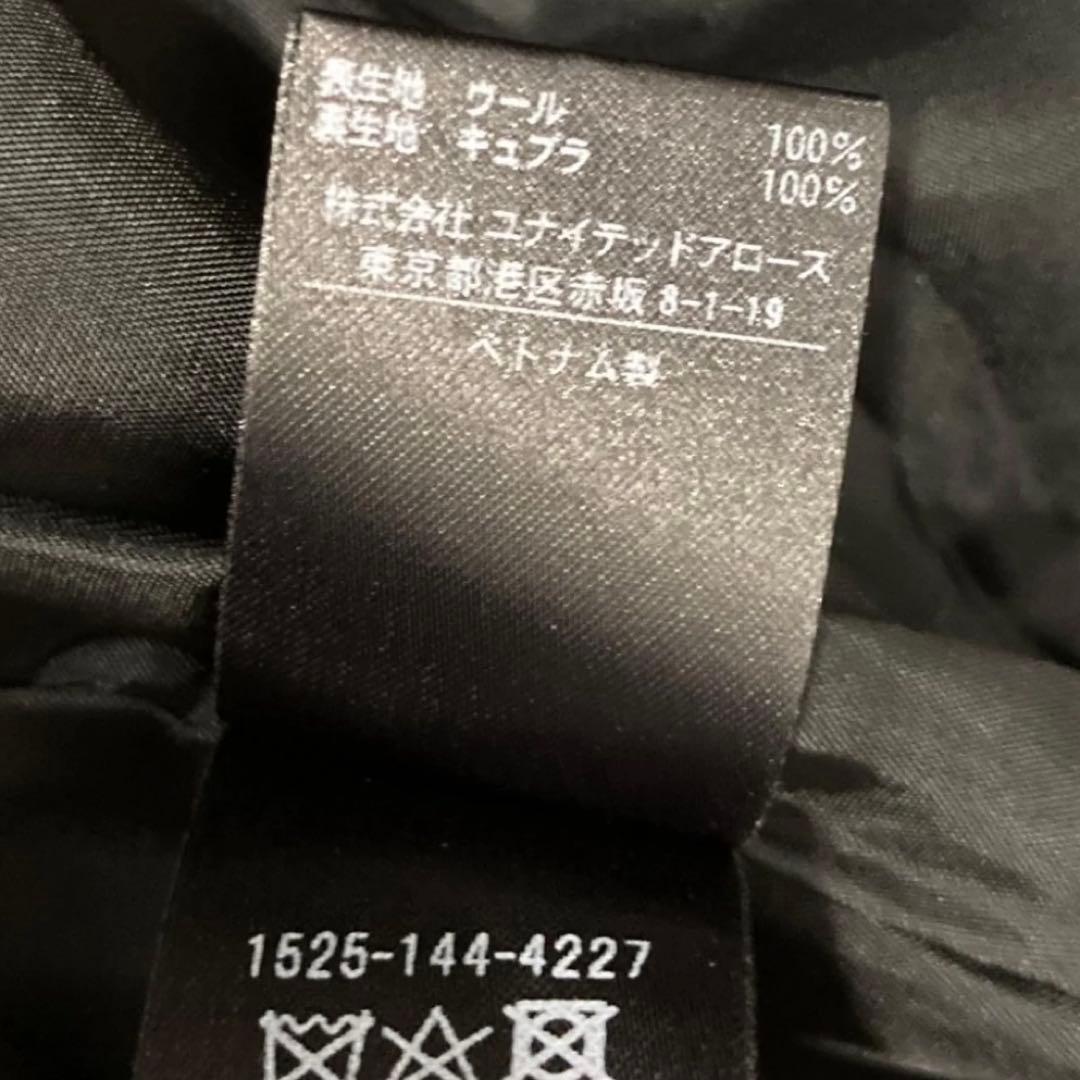 表生地 ウール 100%
裏生地 キュプラ 100%
株式会社 ユナイテッドアローズ
東京都港区赤坂 8-1-19
ベトナム製
1525-144-4227